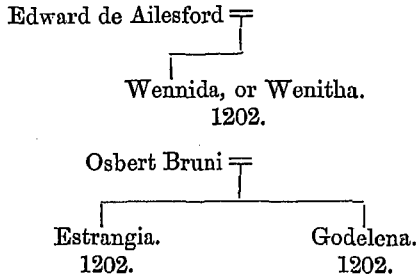 Edward de Ailesford
Wennida, or Wenitha.
1202.
Osbert Bruni
Estrangia. Godelena.
1202. 1202.